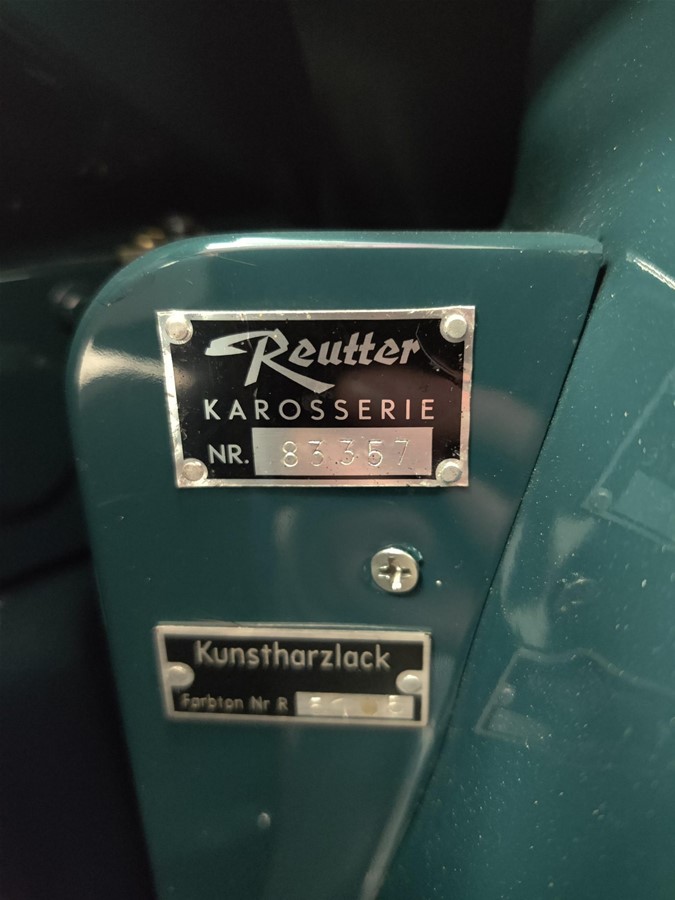 Reutter
KAROSSERIE
NR. 83357
Kunstharzlack
Farbton Nr R